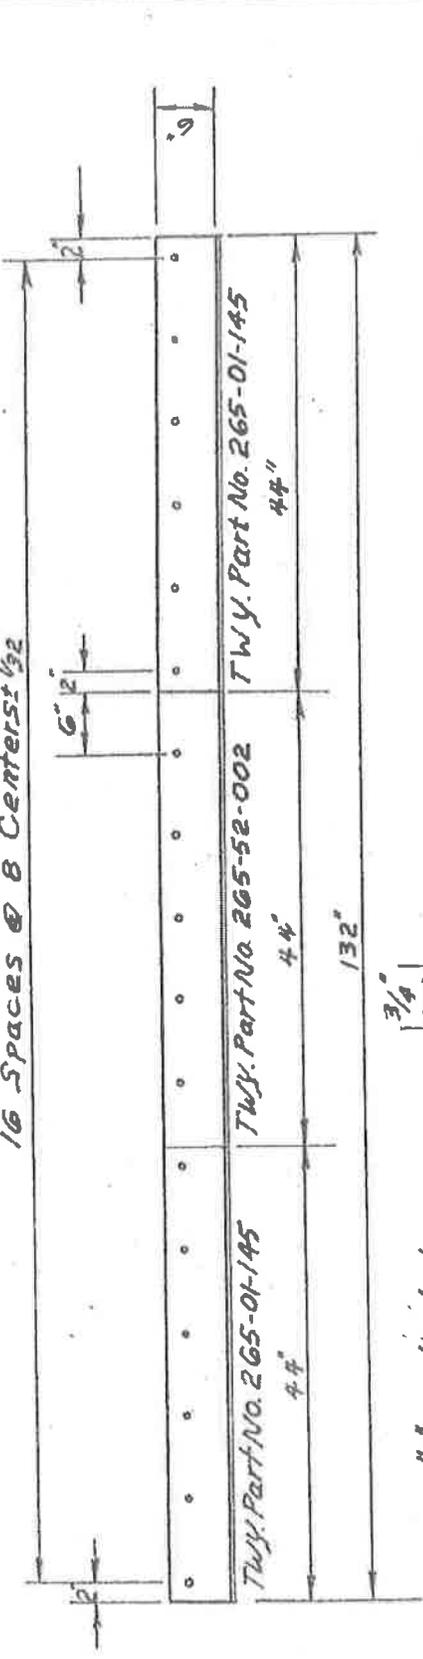 16 Spaces @ 8 Centers ± 1/32
2"
6"
2"
2"
6"
TWY. Part No. 265-01-145
TWY. Part No. 265-52-002
TWY. Part No. 265-01-145
44"
44"
44"
132"
3/4"